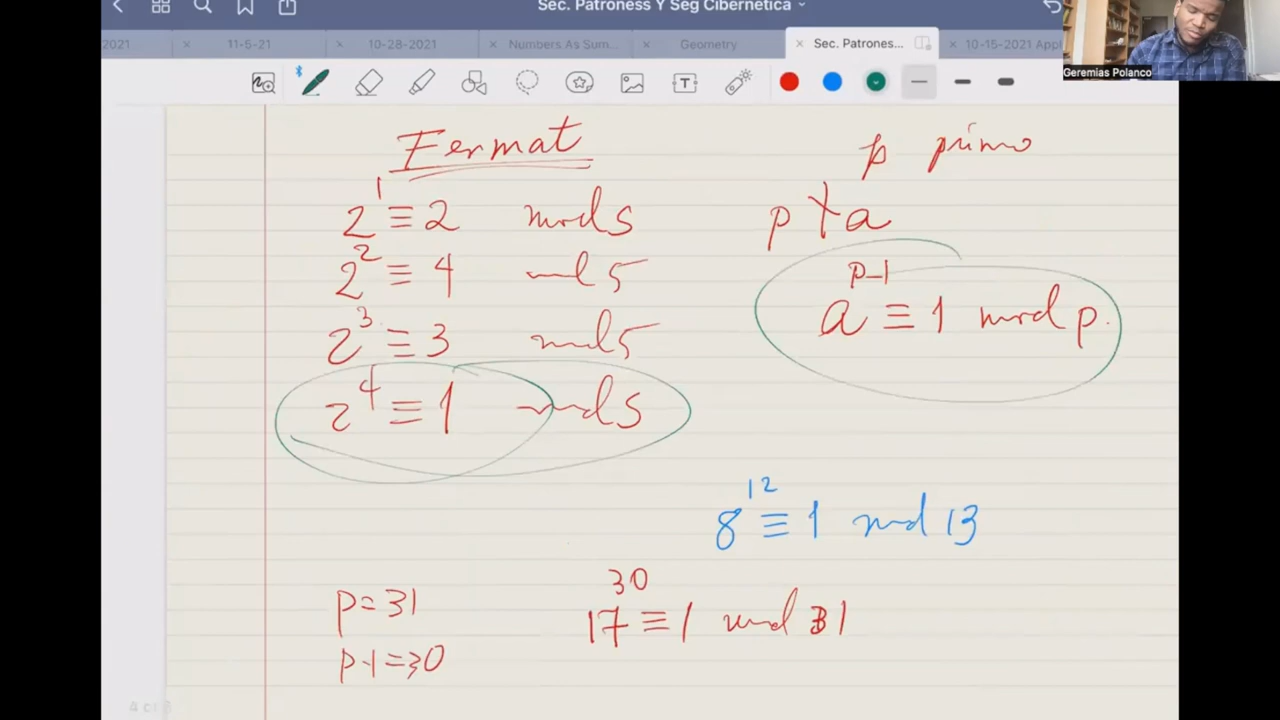 Sec. Patroness Y Seg Cibernetica
2021
11-5-21
10-28-2021
Numbers As Sum...
Geometry
Sec. Patrones...
10-15-2021 Appl
Geremias Polanco
Fermat
p primo
2¹ ≡ 2 mod 5
p ∤ a
2² ≡ 4 mod 5
aᵖ⁻¹ ≡ 1 mod p.
2³ ≡ 3 mod 5
2⁴ ≡ 1 mod 5
8¹² ≡ 1 mod 13
p = 31
17³⁰ ≡ 1 mod 31
p-1 = 30